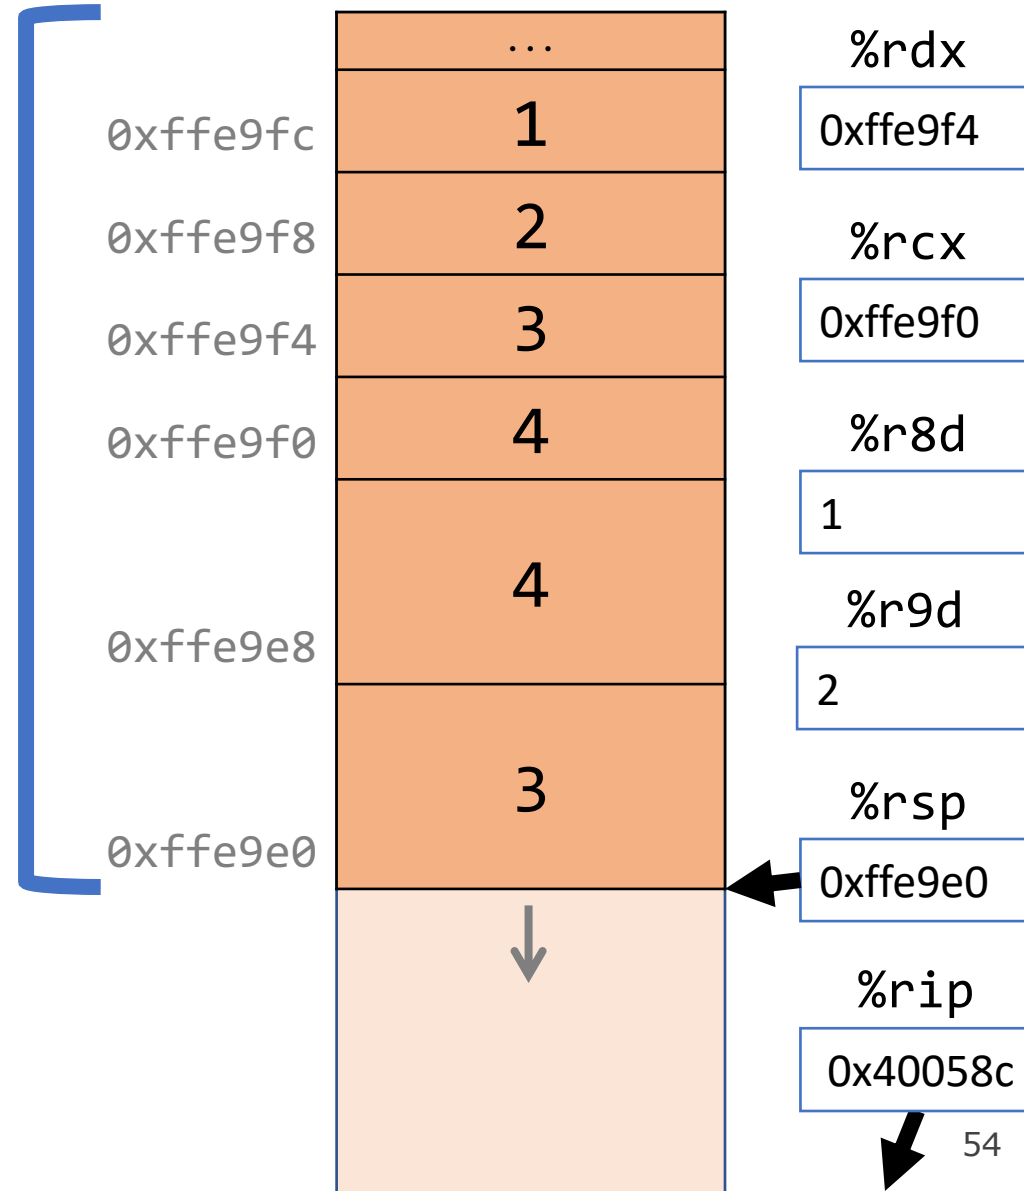 ...
0xffe9fc 1
0xffe9f8 2
0xffe9f4 3
0xffe9f0 4
4
0xffe9e8
3
0xffe9e0
%rdx
0xffe9f4
%rcx
0xffe9f0
%r8d
1
%r9d
2
%rsp
0xffe9e0
%rip
0x40058c
54